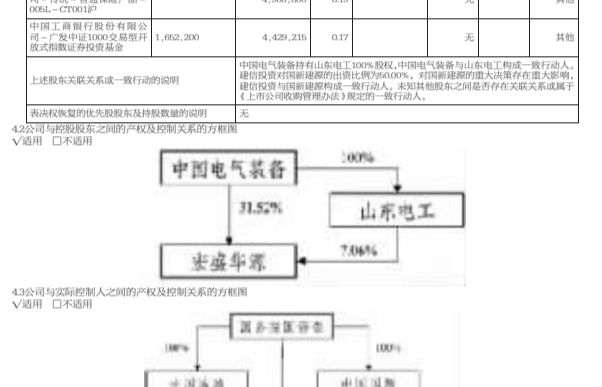 005L－CT001沪
中国工商银行股份有限公司－广发中证1000交易型开放式指数证券投资基金 1,652,200 4,429,215 0.17 无 其他
上述股东关联关系或一致行动的说明
中国电气装备持有山东电工100%股权,中国电气装备与山东电工构成一致行动人。
建信投资对国新建源的出资比例为50.00%，对国新建源的重大决策存在重大影响，
建信投资与国新建源构成一致行动人。未知其他股东之间是否存在关联关系或属于
《上市公司收购管理办法》规定的一致行动人。
表决权恢复的优先股股东及持股数量的说明 无
4.2公司与控股股东之间的产权及控制关系的方框图
√适用 □不适用
中国电气装备
100%
31.52%
山东电工
7.06%
宏盛华源
4.3公司与实际控制人之间的产权及控制关系的方框图
√适用 □不适用
100%
100%